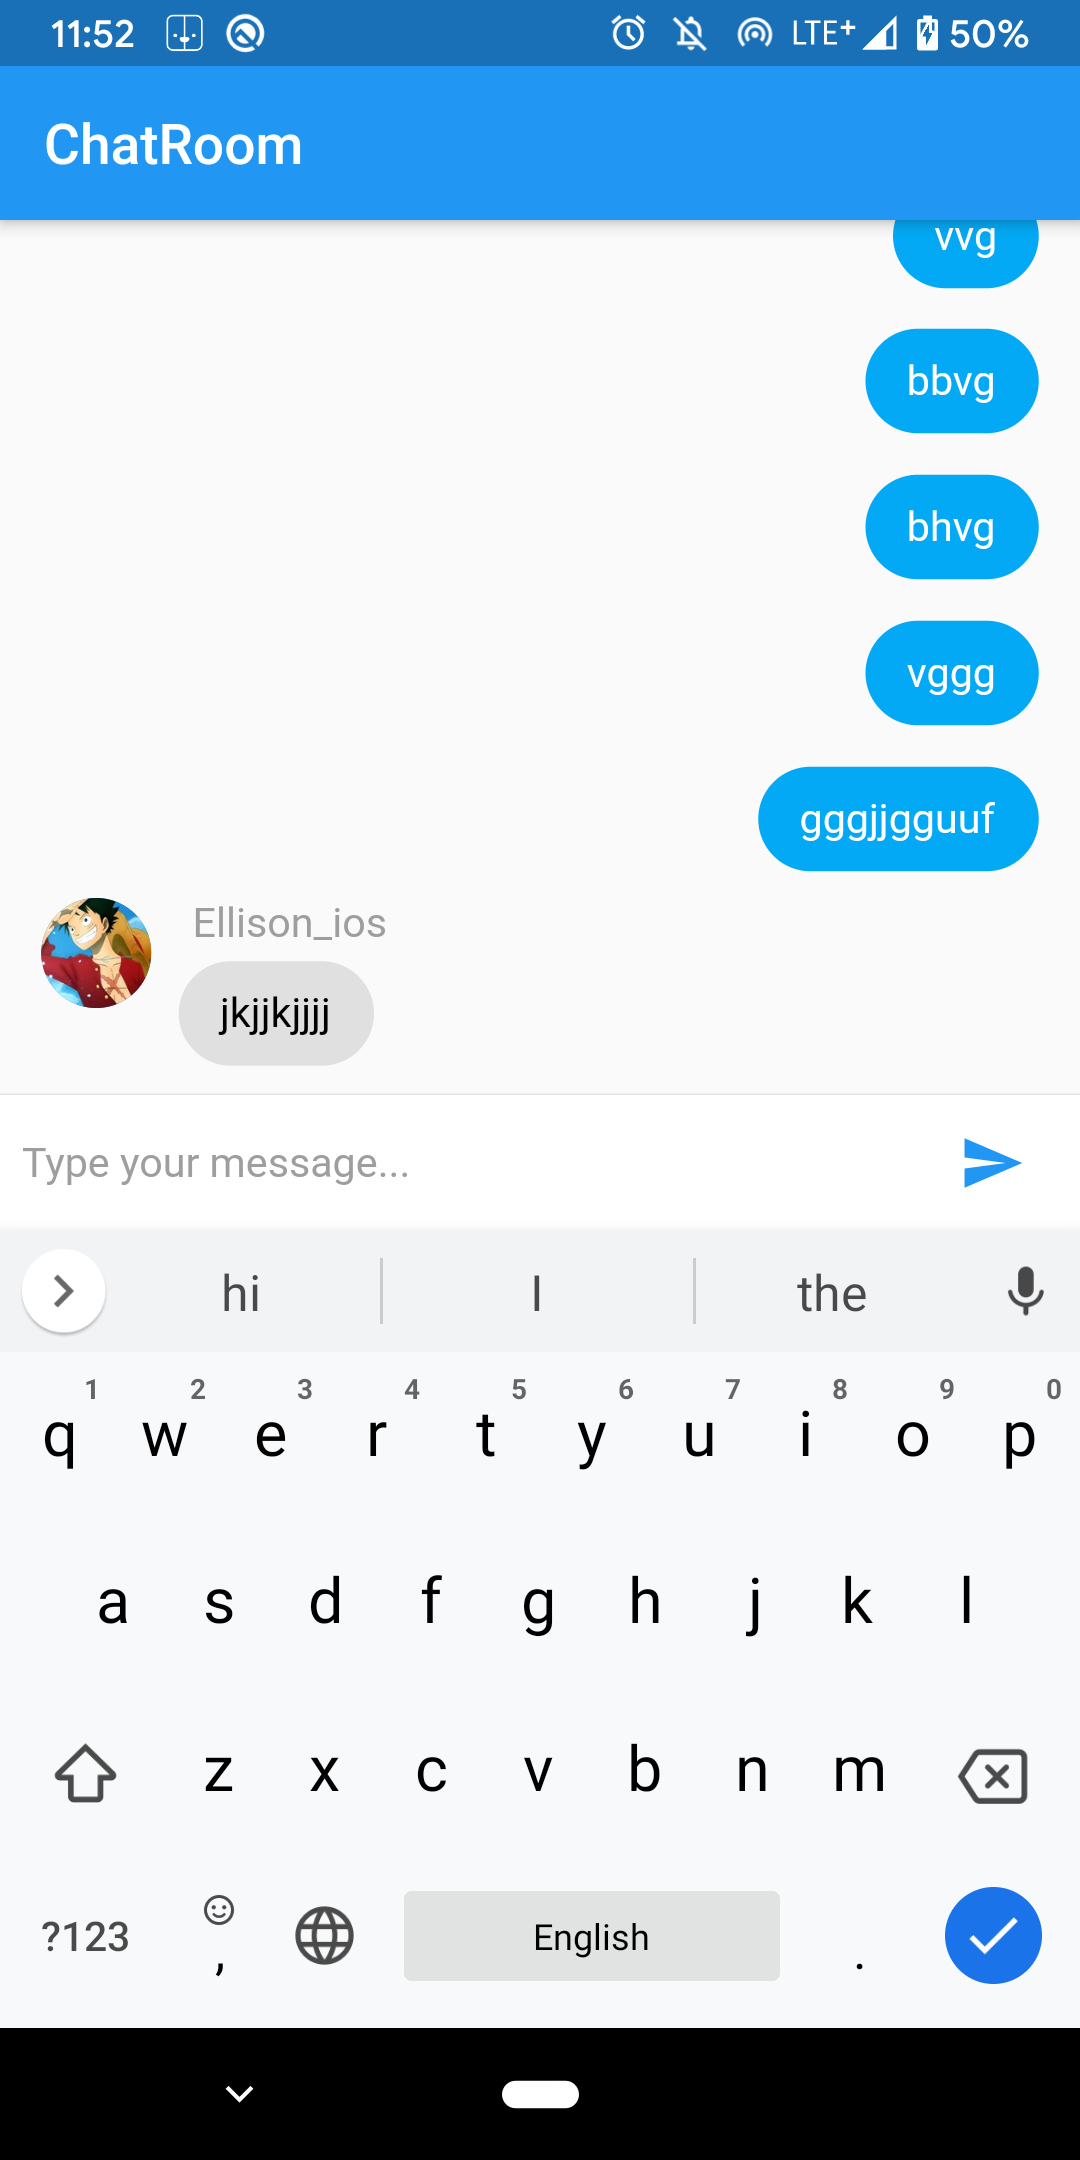 11:52 LTE+ 50%
ChatRoom
vvg
bbvg
bhvg
vggg
gggjjgguuf
Ellison_ios
jkjjkjjjj
Type your message...
hi I the
1 2 3 4 5 6 7 8 9 0
q w e r t y u i o p
a s d f g h j k l
z x c v b n m
?123 , English .